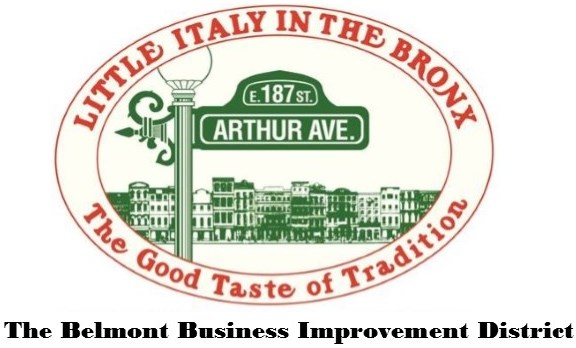 LITTLE ITALY IN THE BRONX
E. 187 ST.
ARTHUR AVE.
The Good Taste of Tradition
The Belmont Business Improvement District